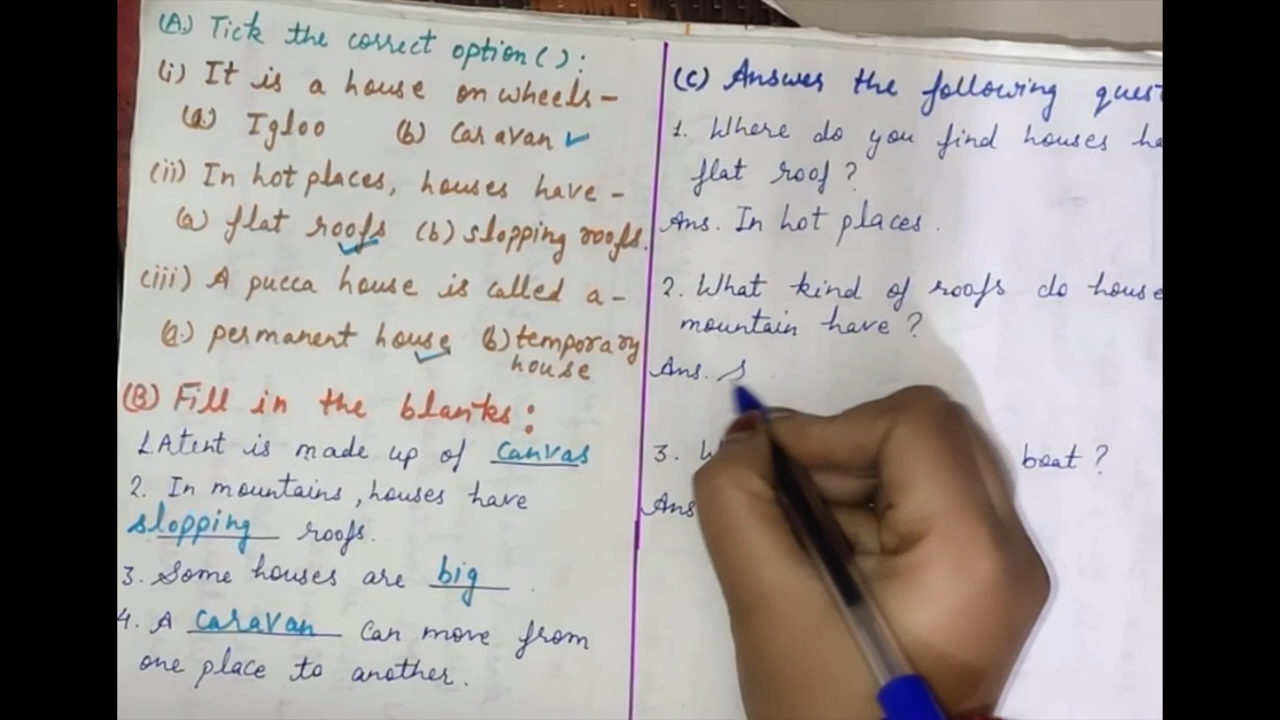 (A) Tick the correct option ( ) :
(i) It is a house on wheels -
(a) Igloo (b) Caravan ✓
(ii) In hot places, houses have -
(a) flat roofs (b) slopping roofs.
(iii) A pucca house is called a -
(a) permanent house (b) temporary
house
(B) Fill in the blanks :
1. A tent is made up of canvas
2. In mountains, houses have
slopping roofs.
3. Some houses are big .
4. A caravan can move from
one place to another.
(C) Answer the following quest
1. Where do you find houses ha
flat roof ?
Ans. In hot places .
2. What kind of roofs do house
mountain have ?
Ans. s
3. boat ?
Ans